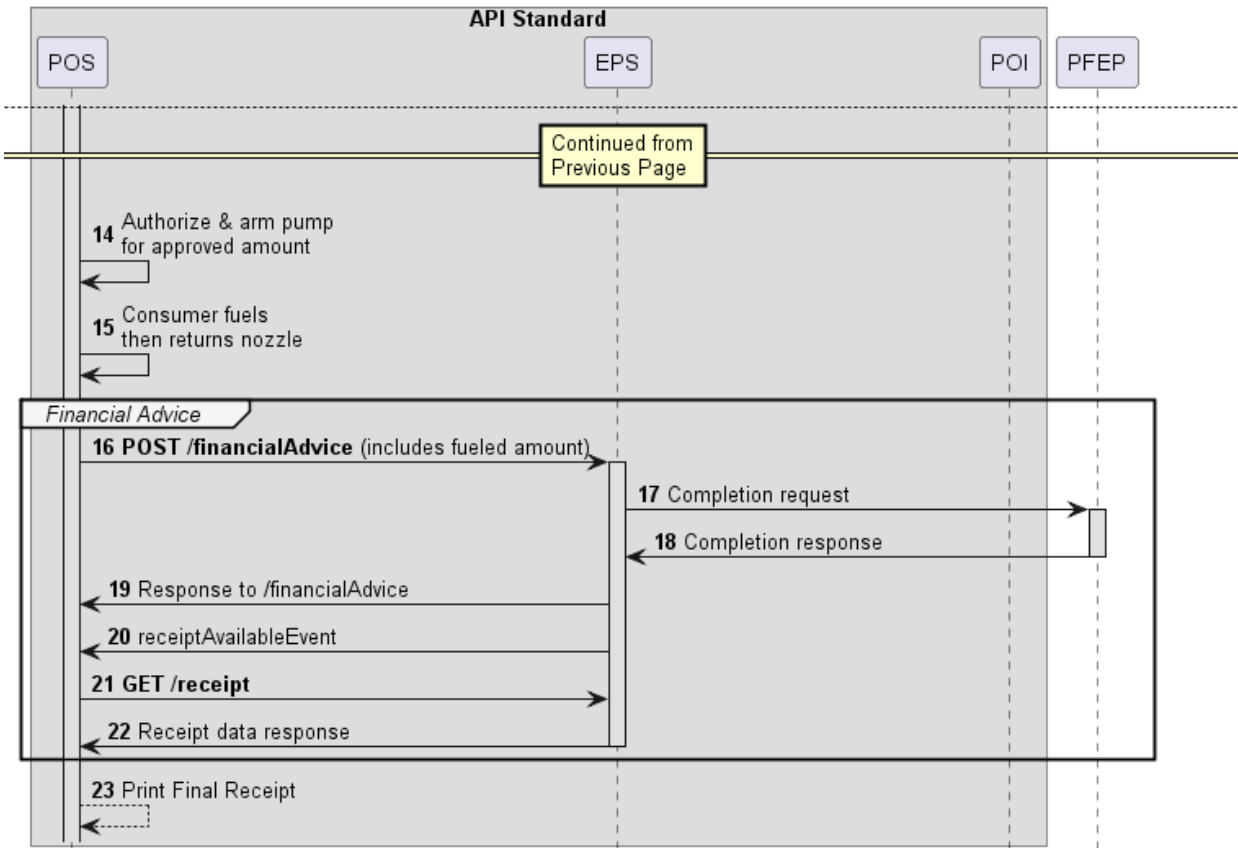 API Standard
POS
EPS
POI
PFEP
Continued from
Previous Page
14 Authorize & arm pump
for approved amount
15 Consumer fuels
then returns nozzle
Financial Advice
16 POST /financialAdvice (includes fueled amount)
17 Completion request
18 Completion response
19 Response to /financialAdvice
20 receiptAvailableEvent
21 GET /receipt
22 Receipt data response
23 Print Final Receipt